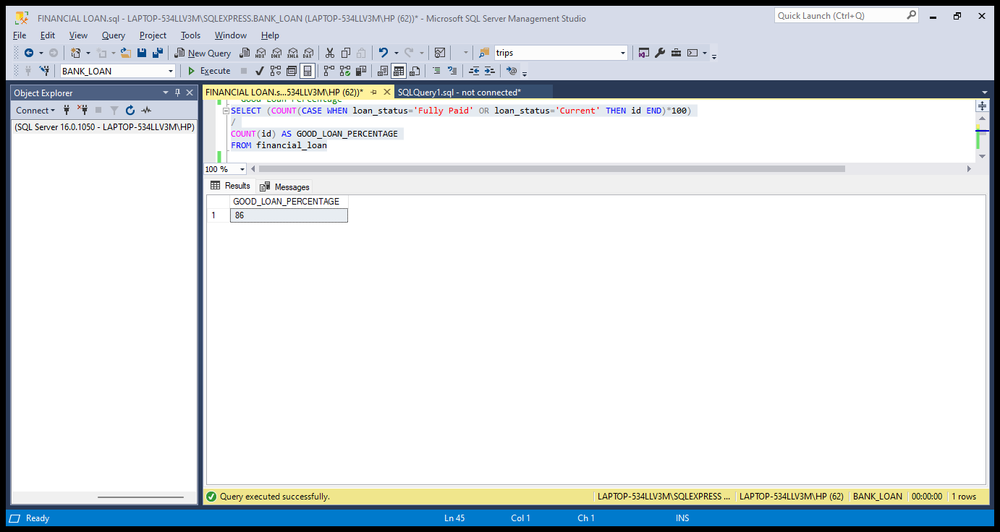 FINANCIAL LOAN.sql - LAPTOP-534LLV3M\SQLEXPRESS.BANK_LOAN (LAPTOP-534LLV3M\HP (62))* - Microsoft SQL Server Management Studio
Quick Launch (Ctrl+Q)
File Edit View Query Project Tools Window Help
New Query MDX DMX XMLA DAX trips
BANK_LOAN Execute
Object Explorer
FINANCIAL LOAN.s...534LLV3M\HP (62))* SQLQuery1.sql - not connected*
Connect
(SQL Server 16.0.1050 - LAPTOP-534LLV3M\HP)
Good Loan Percentage
SELECT (COUNT(CASE WHEN loan_status='Fully Paid' OR loan_status='Current' THEN id END)*100)
/
COUNT(id) AS GOOD_LOAN_PERCENTAGE
FROM financial_loan
100 %
Results Messages
GOOD_LOAN_PERCENTAGE
1 86
Query executed successfully. LAPTOP-534LLV3M\SQLEXPRESS ... LAPTOP-534LLV3M\HP (62) BANK_LOAN 00:00:00 1 rows
Ready Ln 45 Col 1 Ch 1 INS